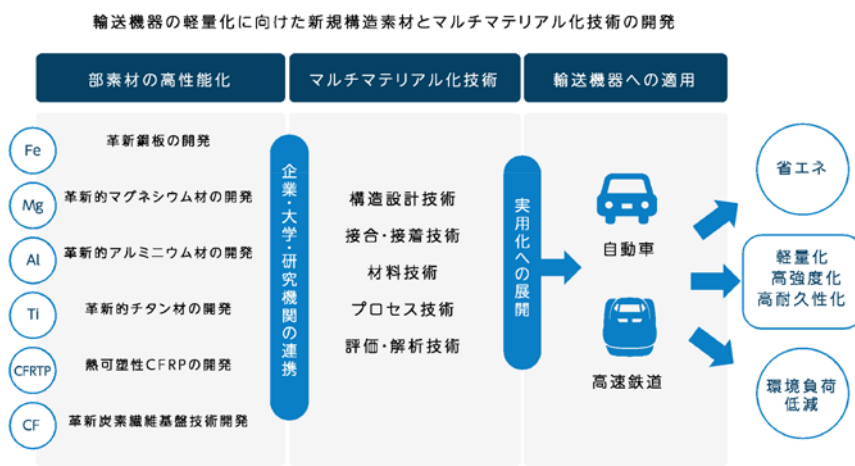 輸送機器の軽量化に向けた新規構造素材とマルチマテリアル化技術の開発
部素材の高性能化
マルチマテリアル化技術
輸送機器への適用
Fe
革新鋼板の開発
Mg
革新的マグネシウム材の開発
Al
革新的アルミニウム材の開発
Ti
革新的チタン材の開発
CFRTP
熱可塑性CFRPの開発
CF
革新炭素繊維基盤技術開発
企業・大学・研究機関の連携
構造設計技術
接合・接着技術
材料技術
プロセス技術
評価・解析技術
実用化への展開
自動車
高速鉄道
省エネ
軽量化
高強度化
高耐久性化
環境負荷
低減